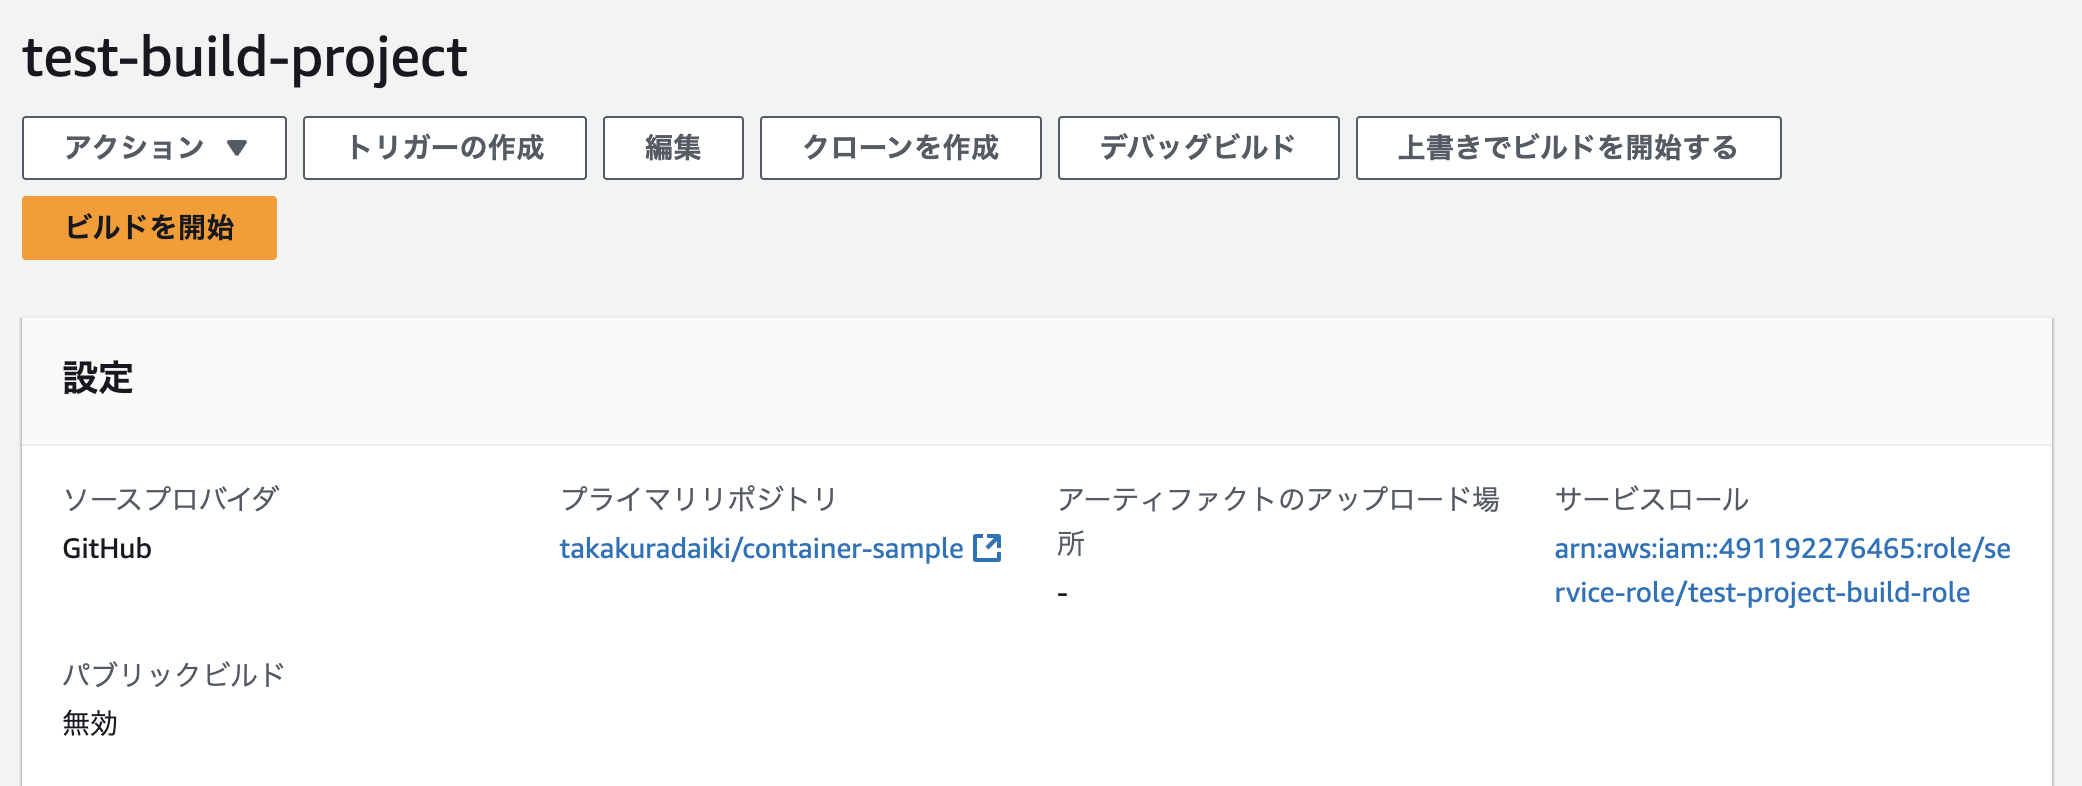 test-build-project
アクション ▼
トリガーの作成
編集
クローンを作成
デバッグビルド
上書きでビルドを開始する
ビルドを開始
設定
ソースプロバイダ
GitHub
プライマリリポジトリ
takakuradaiki/container-sample
アーティファクトのアップロード場
所
-
サービスロール
arn:aws:iam::491192276465:role/se
rvice-role/test-project-build-role
パブリックビルド
無効